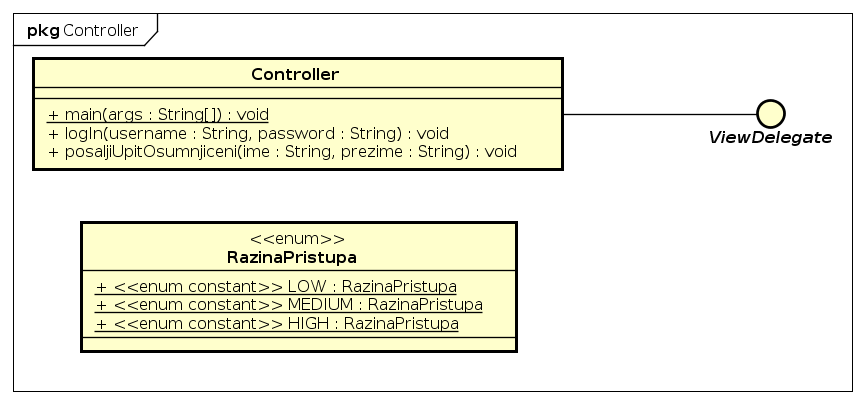 pkg Controller
Controller
+ main(args : String[]) : void
+ logIn(username : String, password : String) : void
+ posaljiUpitOsumnjiceni(ime : String, prezime : String) : void
ViewDelegate
<<enum>>
RazinaPristupa
+ <<enum constant>> LOW : RazinaPristupa
+ <<enum constant>> MEDIUM : RazinaPristupa
+ <<enum constant>> HIGH : RazinaPristupa